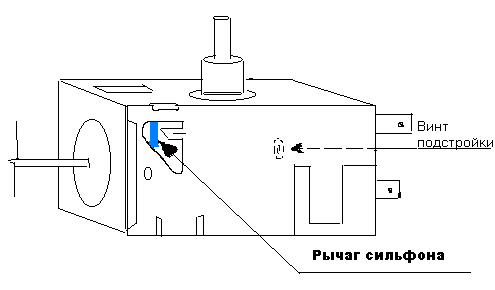 Винт
подстройки
Рычаг сильфона